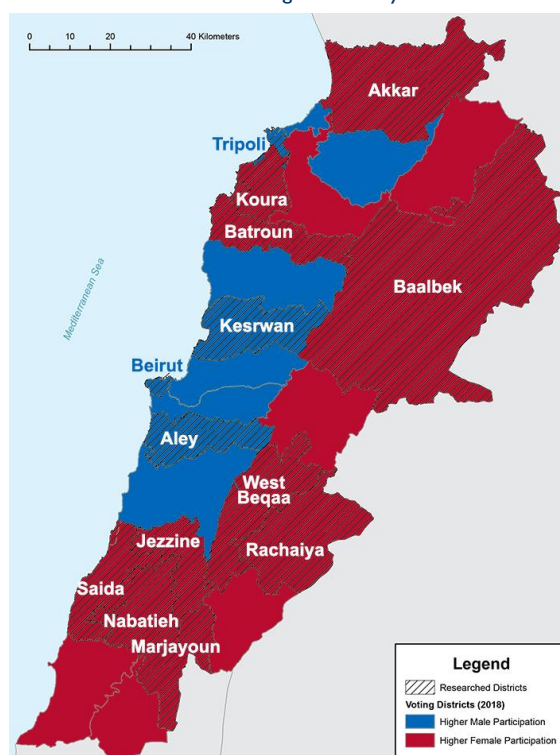 0 10 20 40 Kilometers
Akkar
Tripoli
Koura
Batroun
Baalbek
Mediterranean Sea
Kesrwan
Beirut
Aley
West
Beqaa
Jezzine
Rachaiya
Saida
Nabatieh
Marjayoun
Legend
Researched Districts
Voting Districts (2018)
Higher Male Participation
Higher Female Participation